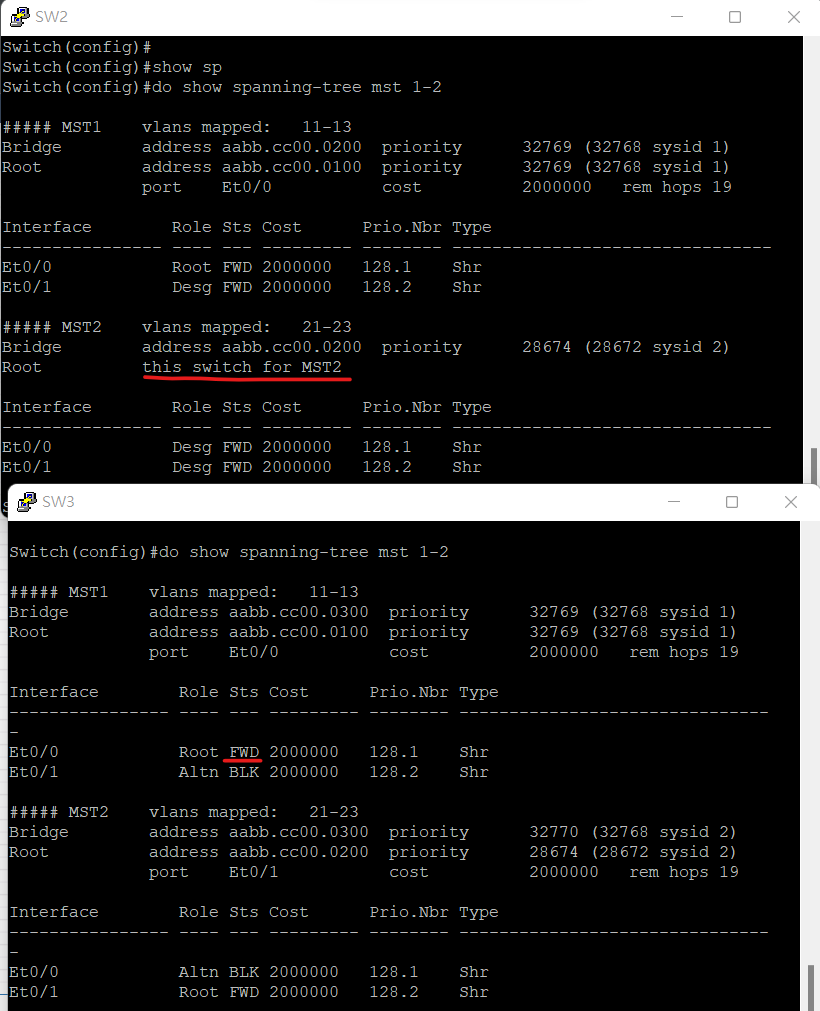 SW2
Switch(config)#
Switch(config)#show sp
Switch(config)#do show spanning-tree mst 1-2
##### MST1    vlans mapped:   11-13
Bridge        address aabb.cc00.0200  priority      32769 (32768 sysid 1)
Root          address aabb.cc00.0100  priority      32769 (32768 sysid 1)
              port    Et0/0           cost          2000000   rem hops 19
Interface        Role Sts Cost      Prio.Nbr Type
---------------- ---- --- --------- -------- --------------------------------
Et0/0            Root FWD 2000000   128.1    Shr
Et0/1            Desg FWD 2000000   128.2    Shr
##### MST2    vlans mapped:   21-23
Bridge        address aabb.cc00.0200  priority      28674 (28672 sysid 2)
Root          this switch for MST2
Interface        Role Sts Cost      Prio.Nbr Type
---------------- ---- --- --------- -------- --------------------------------
Et0/0            Desg FWD 2000000   128.1    Shr
Et0/1            Desg FWD 2000000   128.2    Shr
SW3
Switch(config)#do show spanning-tree mst 1-2
##### MST1    vlans mapped:   11-13
Bridge        address aabb.cc00.0300  priority      32769 (32768 sysid 1)
Root          address aabb.cc00.0100  priority      32769 (32768 sysid 1)
              port    Et0/0           cost          2000000   rem hops 19
Interface        Role Sts Cost      Prio.Nbr Type
---------------- ---- --- --------- -------- -------------------------------
-
Et0/0            Root FWD 2000000   128.1    Shr
Et0/1            Altn BLK 2000000   128.2    Shr
##### MST2    vlans mapped:   21-23
Bridge        address aabb.cc00.0300  priority      32770 (32768 sysid 2)
Root          address aabb.cc00.0200  priority      28674 (28672 sysid 2)
              port    Et0/1           cost          2000000   rem hops 19
Interface        Role Sts Cost      Prio.Nbr Type
---------------- ---- --- --------- -------- -------------------------------
-
Et0/0            Altn BLK 2000000   128.1    Shr
Et0/1            Root FWD 2000000   128.2    Shr